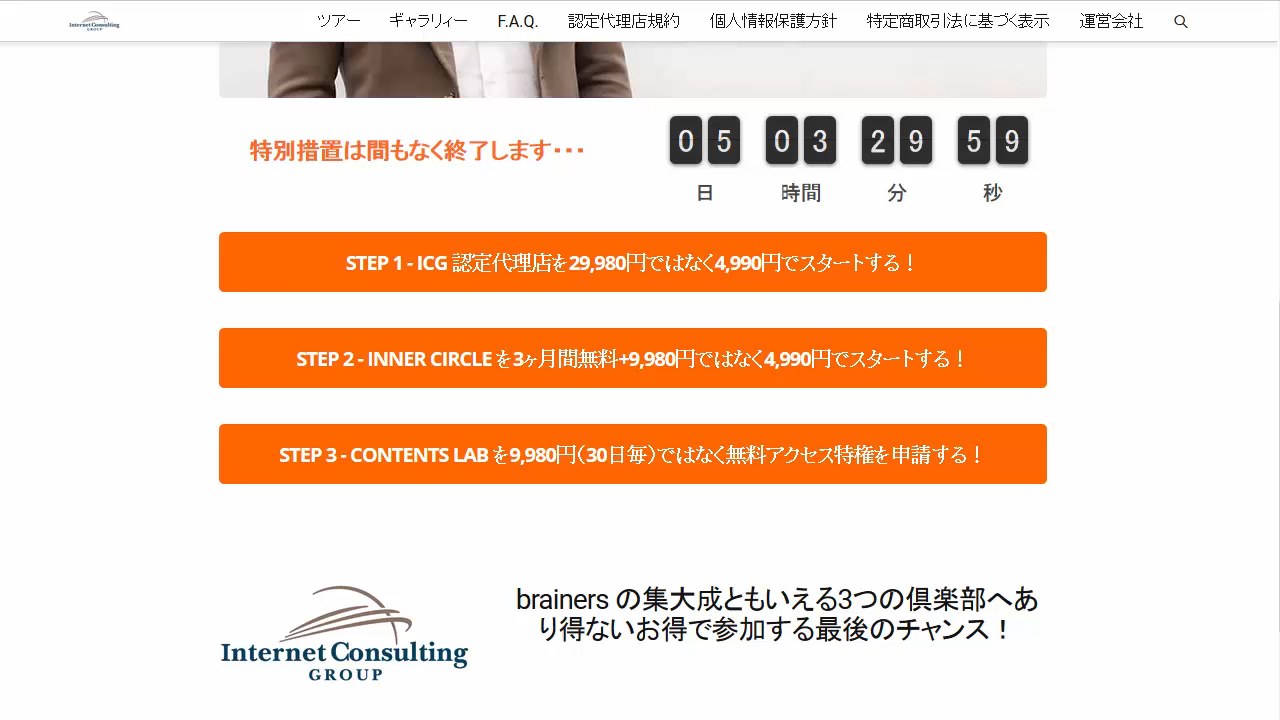 Internet Consulting
GROUP
ツアー ギャラリィー F.A.Q. 認定代理店規約 個人情報保護方針 特定商取引法に基づく表示 運営会社
特別措置は間もなく終了します･･･
05 03 29 59
日 時間 分 秒
STEP 1 - ICG 認定代理店を29,980円ではなく4,990円でスタートする！
STEP 2 - INNER CIRCLE を3ヶ月間無料+9,980円ではなく4,990円でスタートする！
STEP 3 - CONTENTS LAB を9,980円（30日毎）ではなく無料アクセス特権を申請する！
Internet Consulting
GROUP
brainers の集大成ともいえる3つの倶楽部へあ
り得ないお得で参加する最後のチャンス！